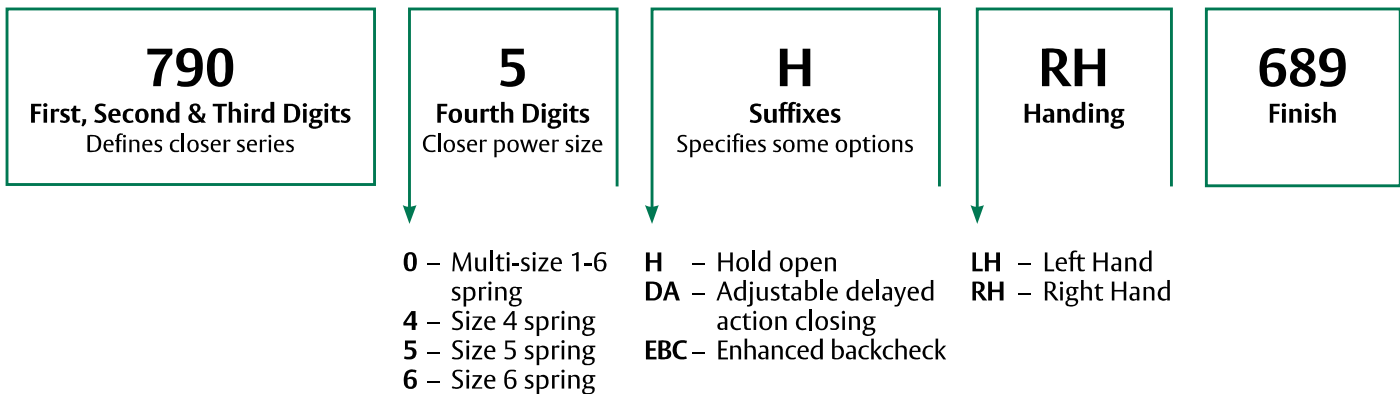 790
First, Second & Third Digits
Defines closer series
5
Fourth Digits
Closer power size
H
Suffixes
Specifies some options
RH
Handing
689
Finish
0 – Multi-size 1-6
spring
4 – Size 4 spring
5 – Size 5 spring
6 – Size 6 spring
H – Hold open
DA – Adjustable delayed
action closing
EBC – Enhanced backcheck
LH – Left Hand
RH – Right Hand